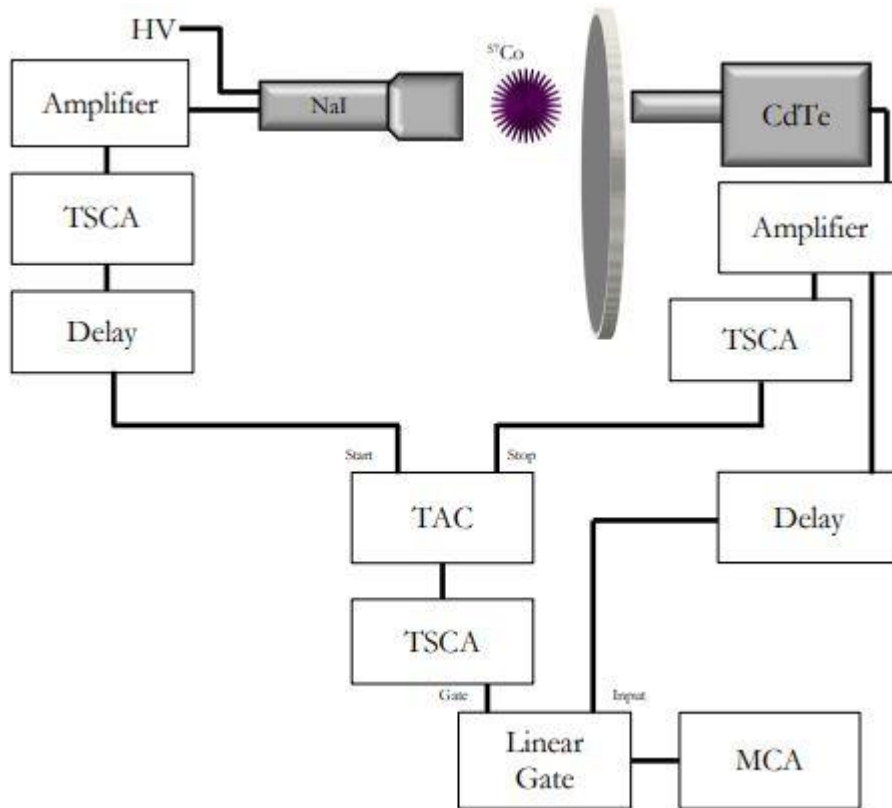 HV
⁵⁷Co
Amplifier
NaI
CdTe
TSCA
Amplifier
Delay
TSCA
Start
Stop
TAC
Delay
TSCA
Gate
Input
Linear
Gate
MCA